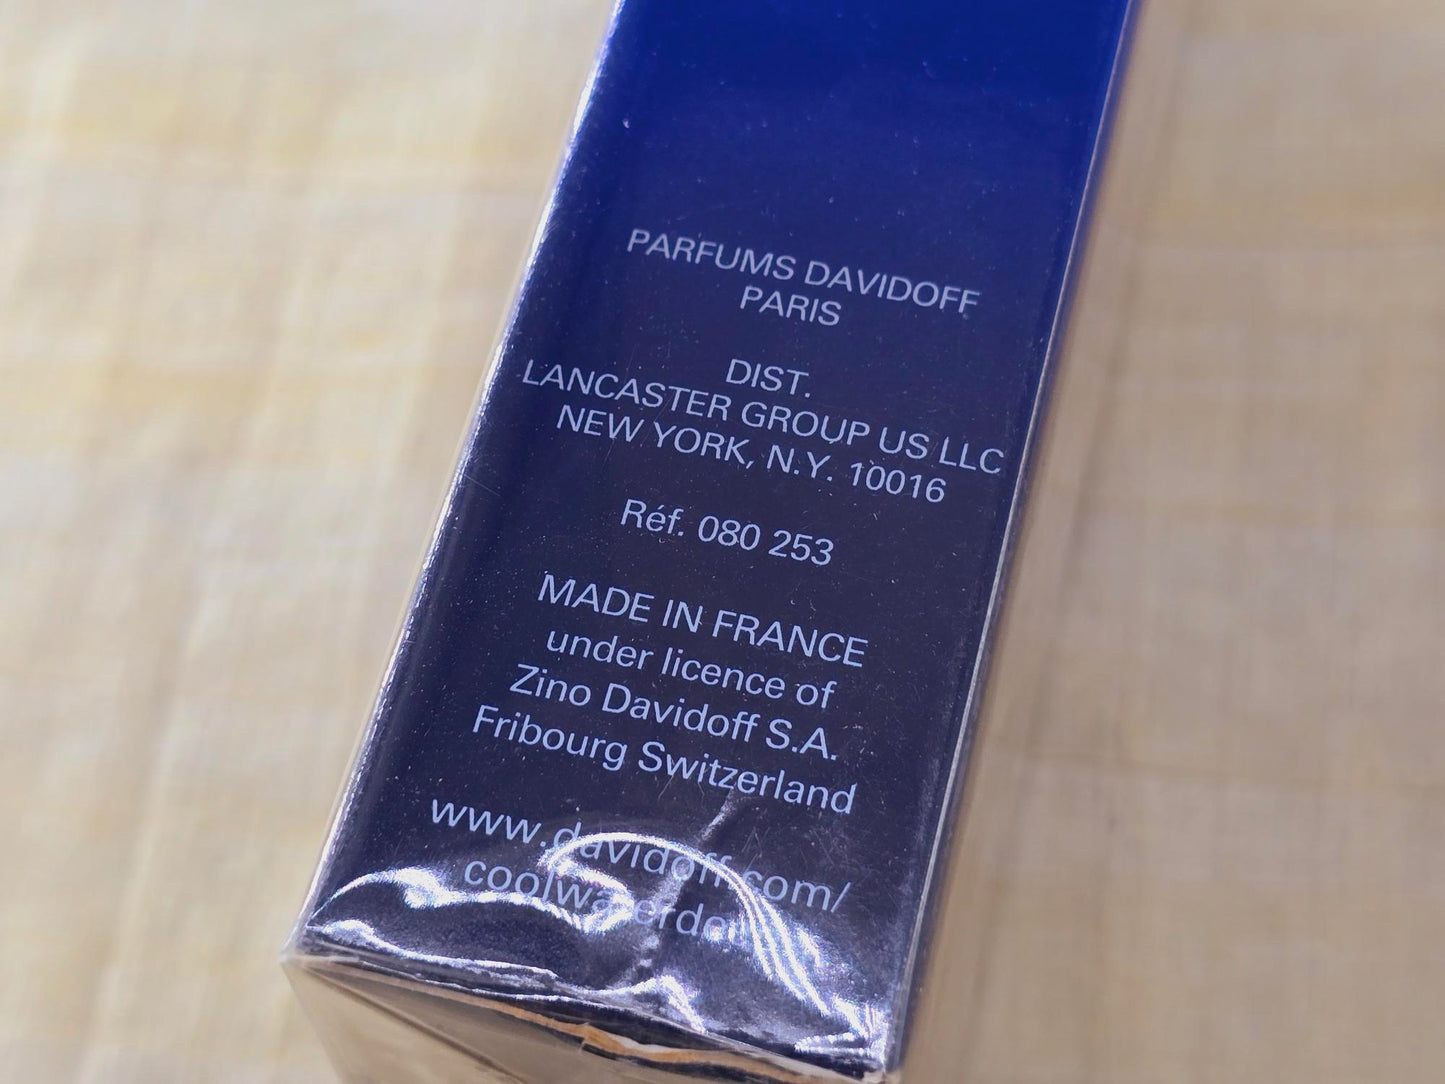 PARFUMS DAVIDOFF
PARIS
DIST.
LANCASTER GROUP US LLC
NEW YORK, N.Y. 10016
Réf. 080 253
MADE IN FRANCE
under licence of
Zino Davidoff S.A.
Fribourg Switzerland
www.davidoff.com/